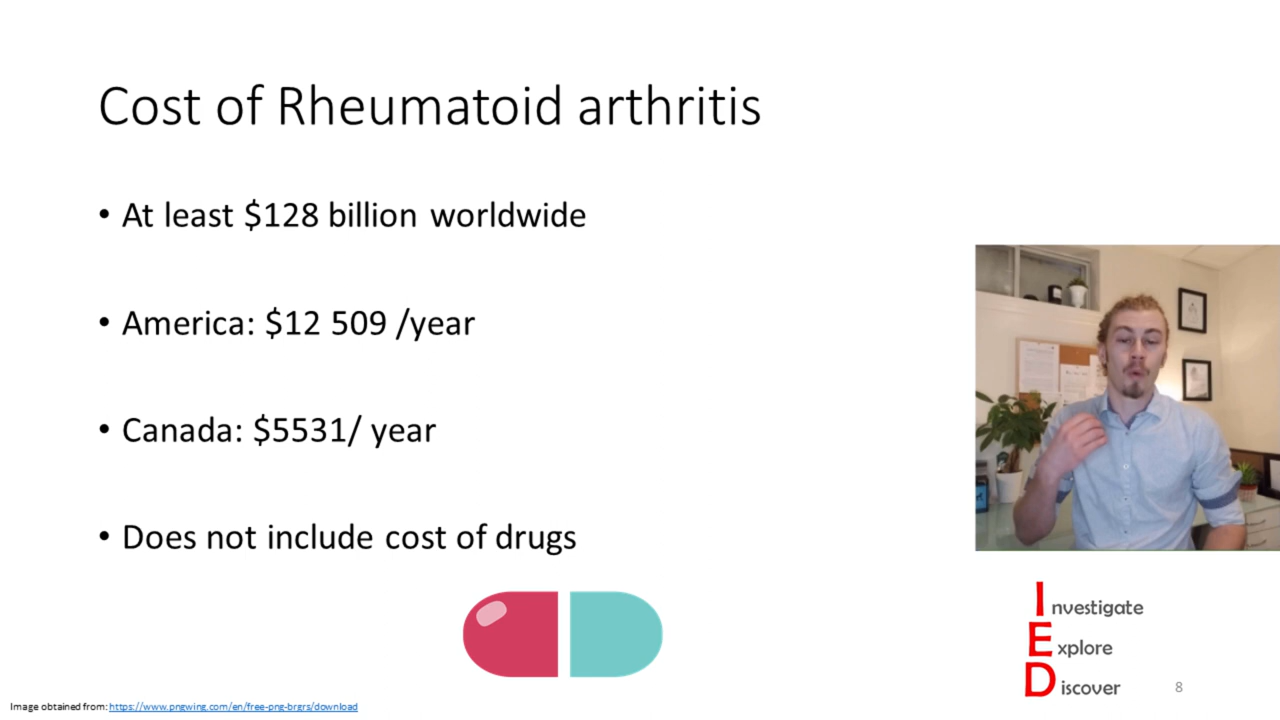 Cost of Rheumatoid arthritis
• At least $128 billion worldwide
• America: $12 509 /year
• Canada: $5531/ year
• Does not include cost of drugs
Investigate
Explore
Discover
8
Image obtained from: https://www.pngwing.com/en/free-png-brgrs/download